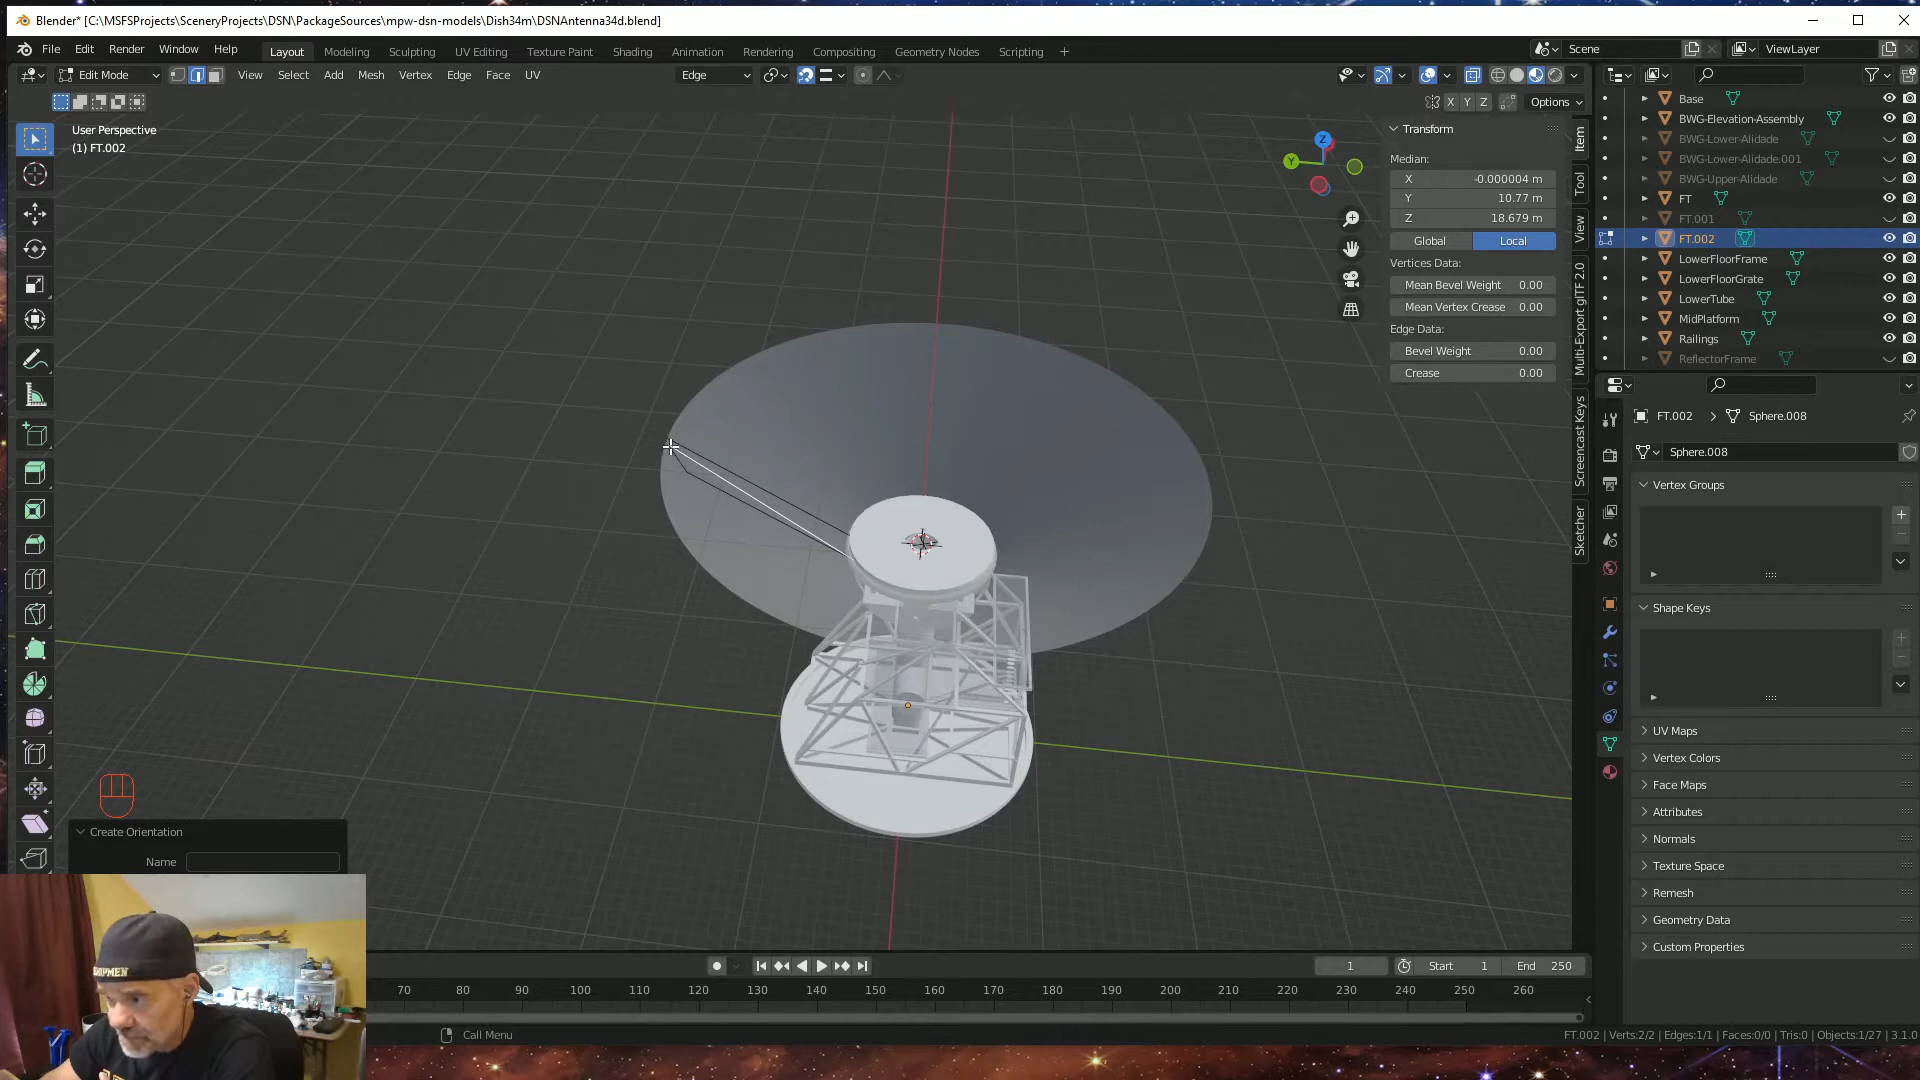 Blender* [C:\MSFSProjects\SceneryProjects\DSN\PackageSources\mpw-dsn-models\Dish34m\DSNAntenna34d.blend]
File Edit Render Window Help Layout Modeling Sculpting UV Editing Texture Paint Shading Animation Rendering Compositing Geometry Nodes Scripting + Scene ViewLayer
Edit Mode View Select Add Mesh Vertex Edge Face UV Edge
X Y Z Options
User Perspective
(1) FT.002
Z
Y
Transform
Median:
X -0.000004 m
Y 10.77 m
Z 18.679 m
Global Local
Vertices Data:
Mean Bevel Weight 0.00
Mean Vertex Crease 0.00
Edge Data:
Bevel Weight 0.00
Crease 0.00
Item
Tool
View
Multi-Export glTF 2.0
Screencast Keys
Sketcher
Base
BWG-Elevation-Assembly
BWG-Lower-Alidade
BWG-Lower-Alidade.001
BWG-Upper-Alidade
FT
FT.001
FT.002
LowerFloorFrame
LowerFloorGrate
LowerTube
MidPlatform
Railings
ReflectorFrame
FT.002 Sphere.008
Sphere.008
Vertex Groups
Shape Keys
UV Maps
Vertex Colors
Face Maps
Attributes
Normals
Texture Space
Remesh
Geometry Data
Custom Properties
Create Orientation
Name
1 Start 1 End 250
70 80 90 100 110 120 130 140 150 160 170 180 190 200 210 220 230 240 250 260
Call Menu
FT.002 | Verts:2/2 | Edges:1/1 | Faces:0/0 | Tris:0 | Objects:1/27 | 3.1.0